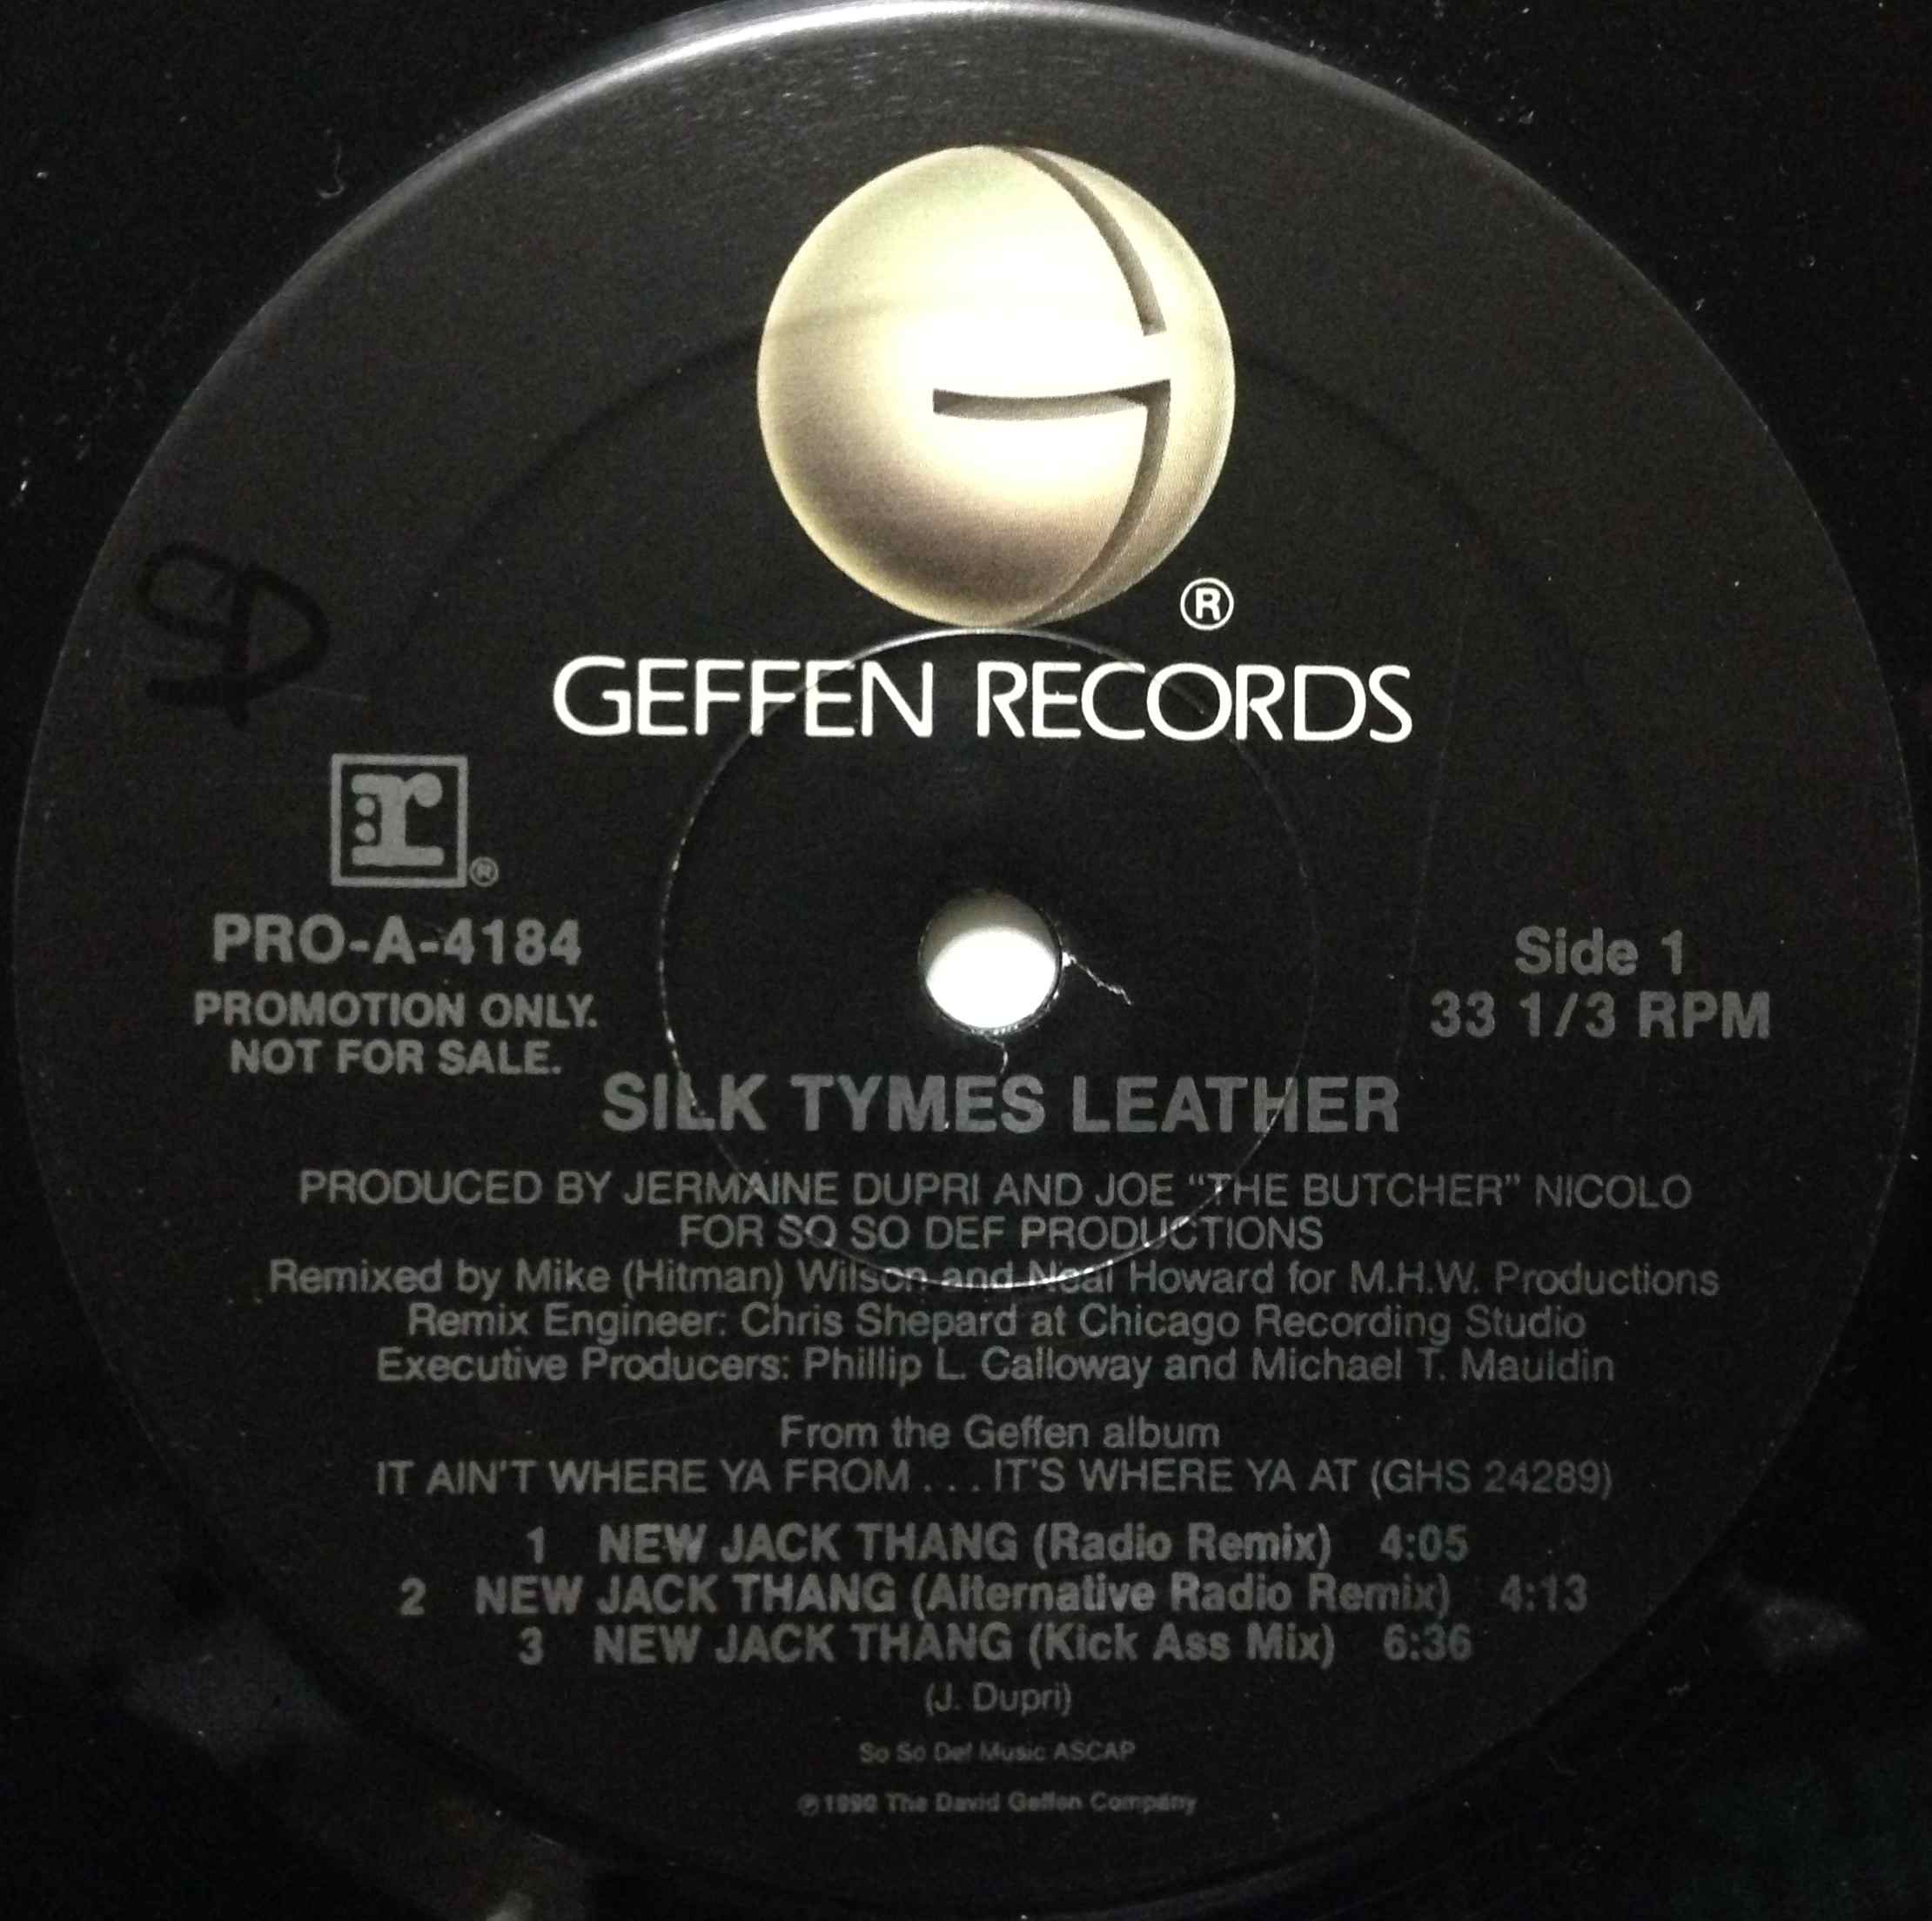 ®
GEFFEN RECORDS
r®
PRO-A-4184
PROMOTION ONLY.
NOT FOR SALE.
Side 1
33 1/3 RPM
SILK TYMES LEATHER
PRODUCED BY JERMAINE DUPRI AND JOE “THE BUTCHER” NICOLO
FOR SO SO DEF PRODUCTIONS
Remixed by Mike (Hitman) Wilson and Neal Howard for M.H.W. Productions
Remix Engineer: Chris Shepard at Chicago Recording Studio
Executive Producers: Phillip L. Calloway and Michael T. Mauldin
From the Geffen album
IT AIN'T WHERE YA FROM . . . IT'S WHERE YA AT (GHS 24289)
1 NEW JACK THANG (Radio Remix) 4:05
2 NEW JACK THANG (Alternative Radio Remix) 4:13
3 NEW JACK THANG (Kick Ass Mix) 6:36
(J. Dupri)
So So Def Music ASCAP
℗ 1990 The David Geffen Company